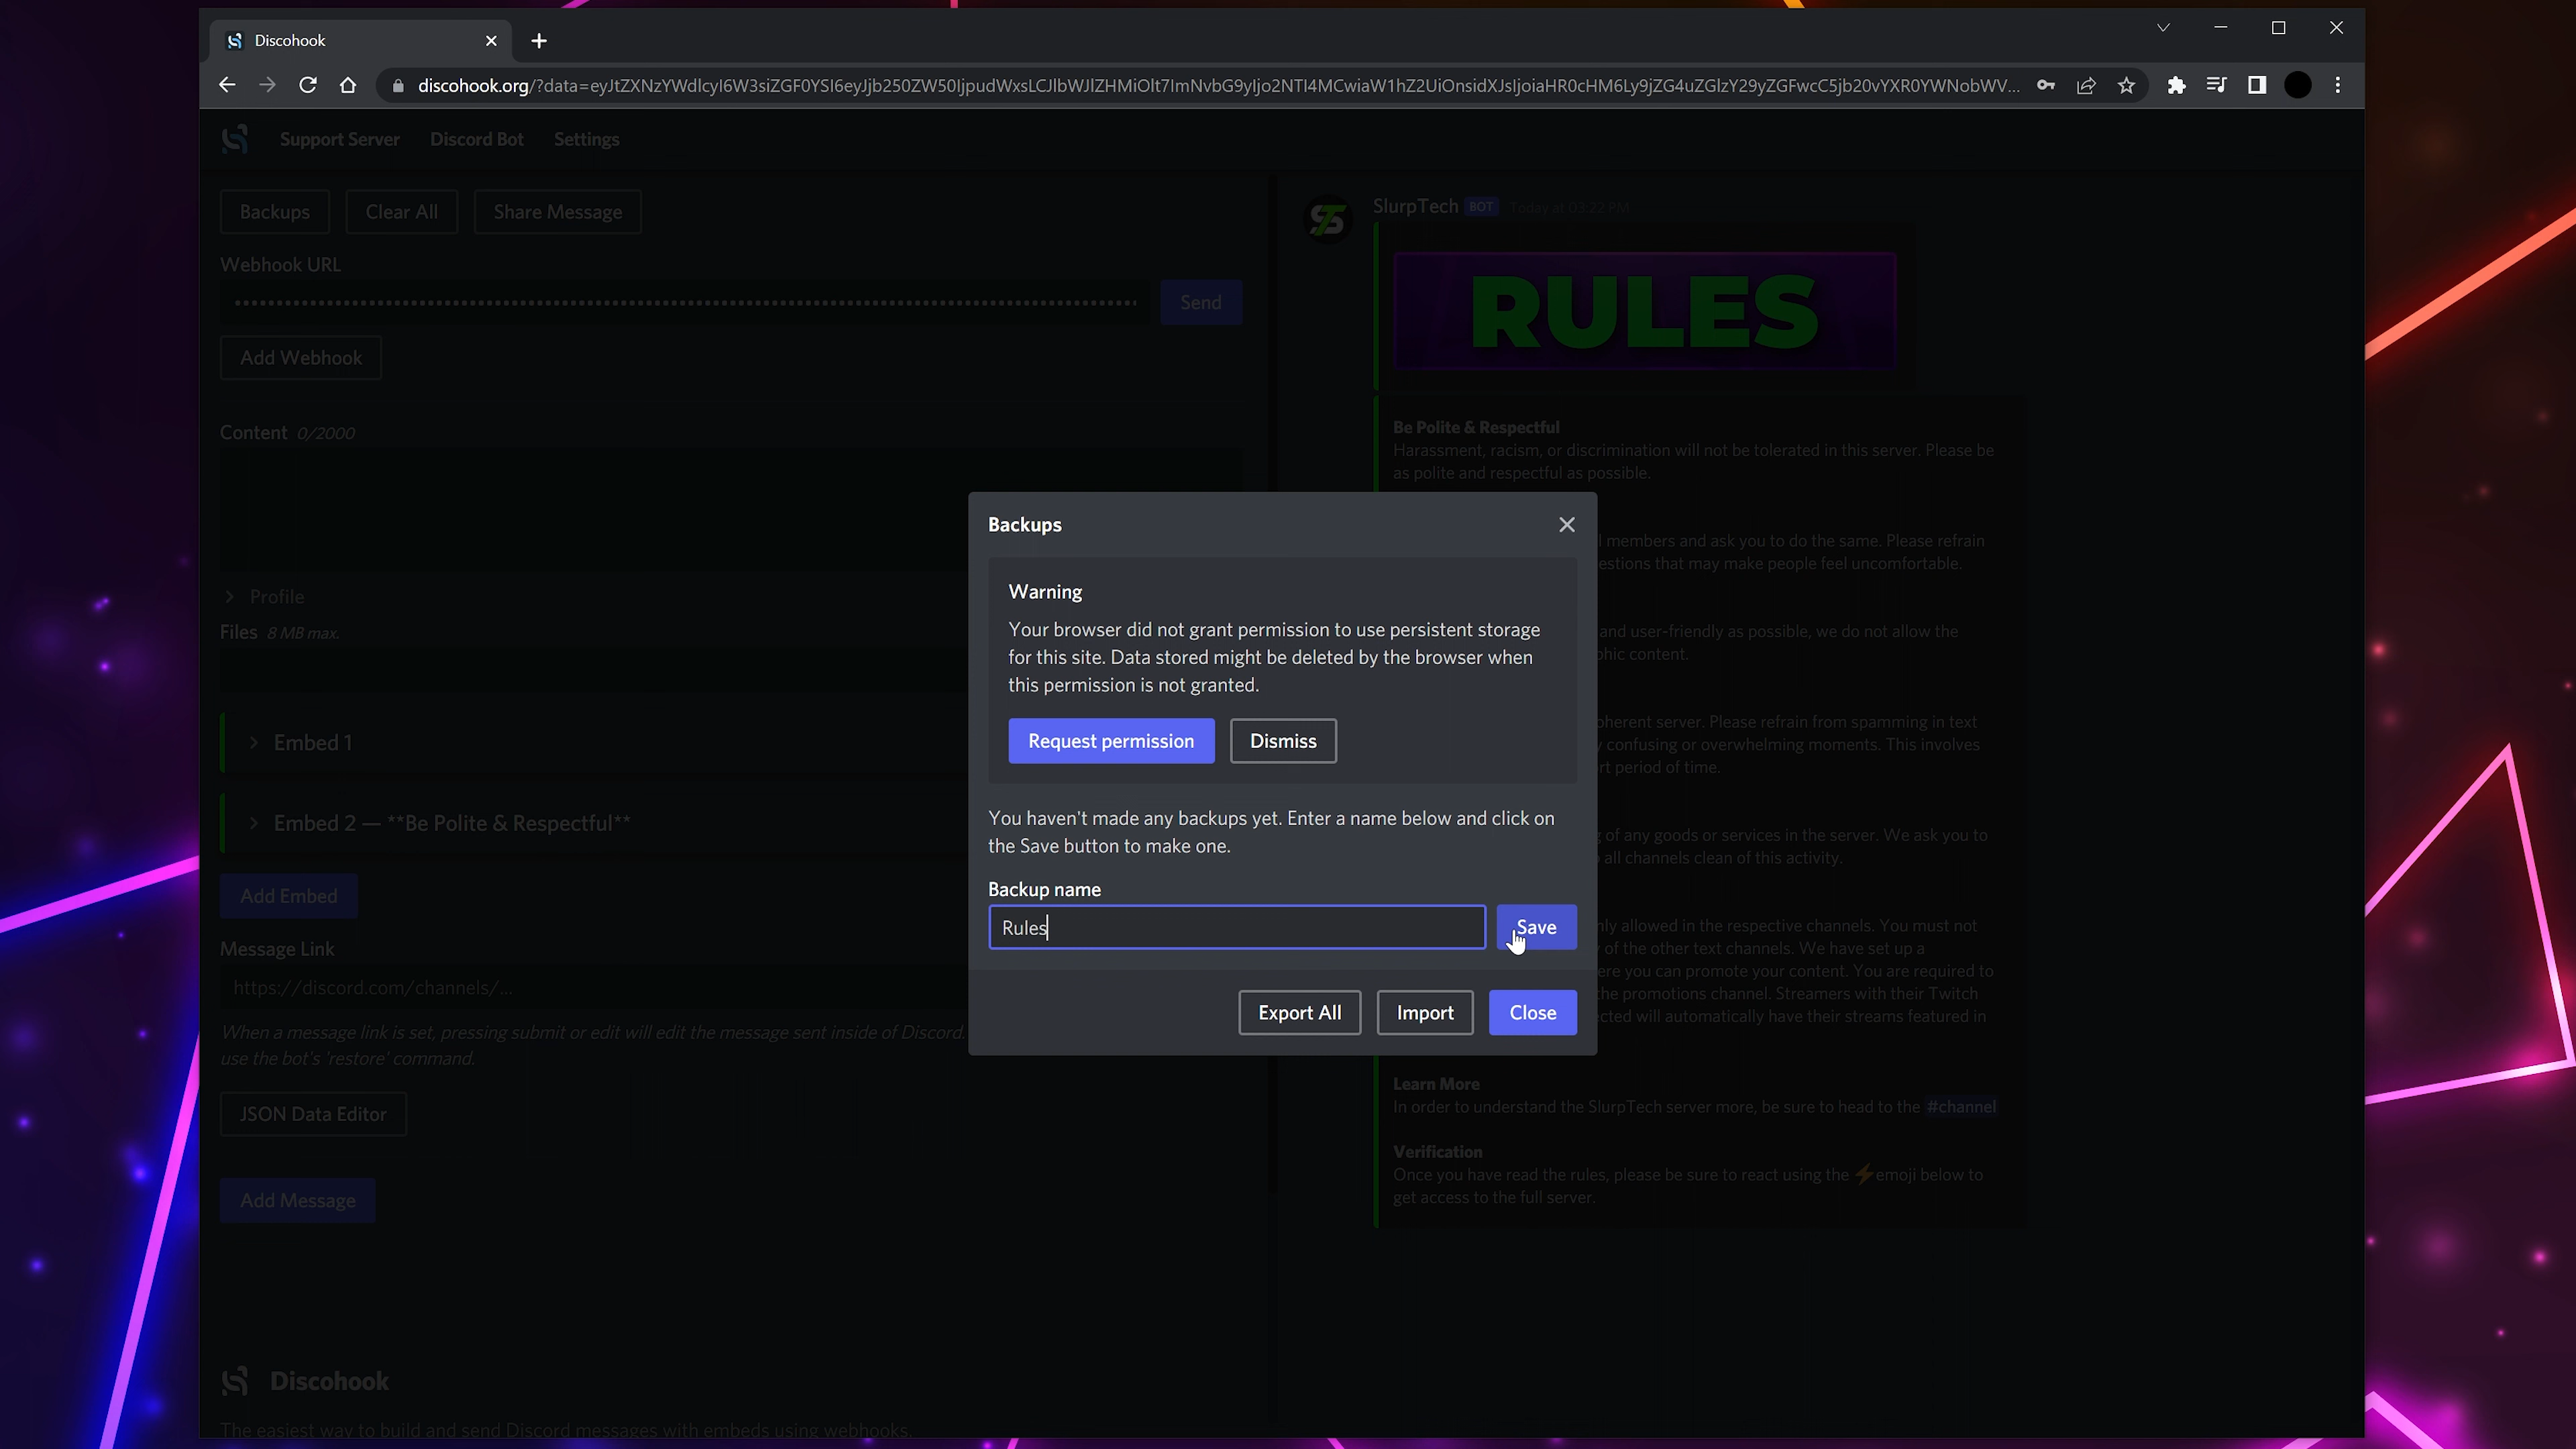 Discohook
discohook.org/?data=eyJtZXNzYWdlcyI6W3siZGF0YSI6eyJjb250ZW50IjpudWxsLCJlbWJlZHMiOlt7ImNvbG9yIjo2NTI4MCwiaW1hZ2UiOnsidXJsIjoiaHR0cHM6Ly9jZG4uZGlzY29yZGFwcC5jb20vYXR0YWNobWV...
Support Server Discord Bot Settings
Backups Clear All Share Message
Webhook URL
Send
Add Webhook
Content 0/2000
Profile
Files 8 MB max.
Embed 1
Embed 2 — **Be Polite & Respectful**
Add Embed
Message Link
https://discord.com/channels/...
When a message link is set, pressing submit or edit will edit the message sent inside of Discord.
use the bot's 'restore' command.
JSON Data Editor
Add Message
Discohook
The easiest way to build and send Discord messages with embeds using webhooks.
SlurpTech BOT Today at 03:22 PM
RULES
Be Polite & Respectful
Harassment, racism, or discrimination will not be tolerated in this server. Please be
as polite and respectful as possible.
members and ask you to do the same. Please refrain
estions that may make people feel uncomfortable.
and user-friendly as possible, we do not allow the
phic content.
oherent server. Please refrain from spamming in text
confusing or overwhelming moments. This involves
rt period of time.
of any goods or services in the server. We ask you to
all channels clean of this activity.
nly allowed in the respective channels. You must not
of the other text channels. We have set up a
ere you can promote your content. You are required to
the promotions channel. Streamers with their Twitch
cted will automatically have their streams featured in
Learn More
In order to understand the SlurpTech server more, be sure to head to the #channel
Verification
Once you have read the rules, please be sure to react using the ⚡emoji below to
get access to the full server.
Backups
Warning
Your browser did not grant permission to use persistent storage
for this site. Data stored might be deleted by the browser when
this permission is not granted.
Request permission Dismiss
You haven't made any backups yet. Enter a name below and click on
the Save button to make one.
Backup name
Rules Save
Export All Import Close